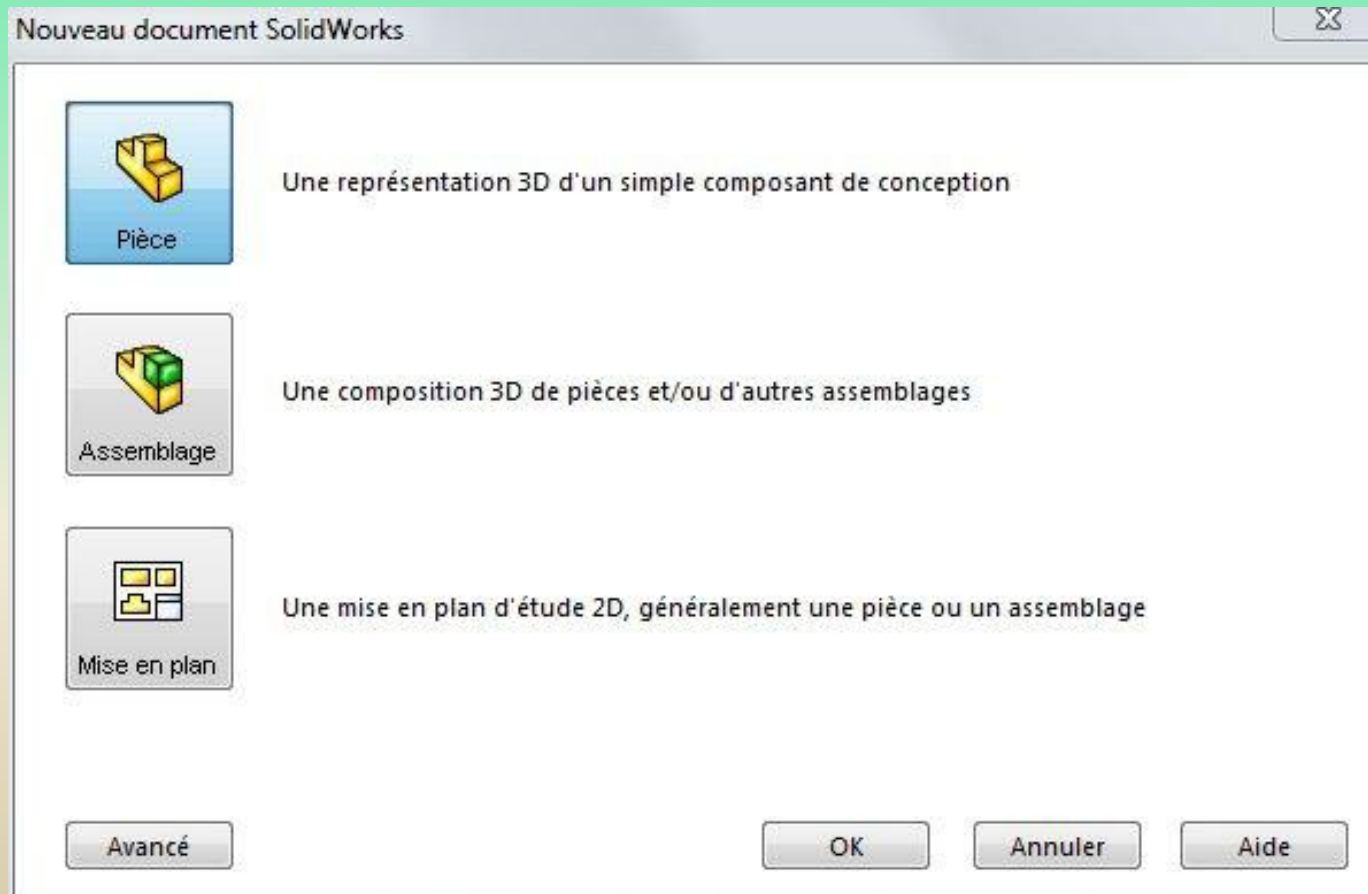 Nouveau document SolidWorks
Pièce
Une représentation 3D d'un simple composant de conception
Assemblage
Une composition 3D de pièces et/ou d'autres assemblages
Mise en plan
Une mise en plan d'étude 2D, généralement une pièce ou un assemblage
Avancé
OK
Annuler
Aide